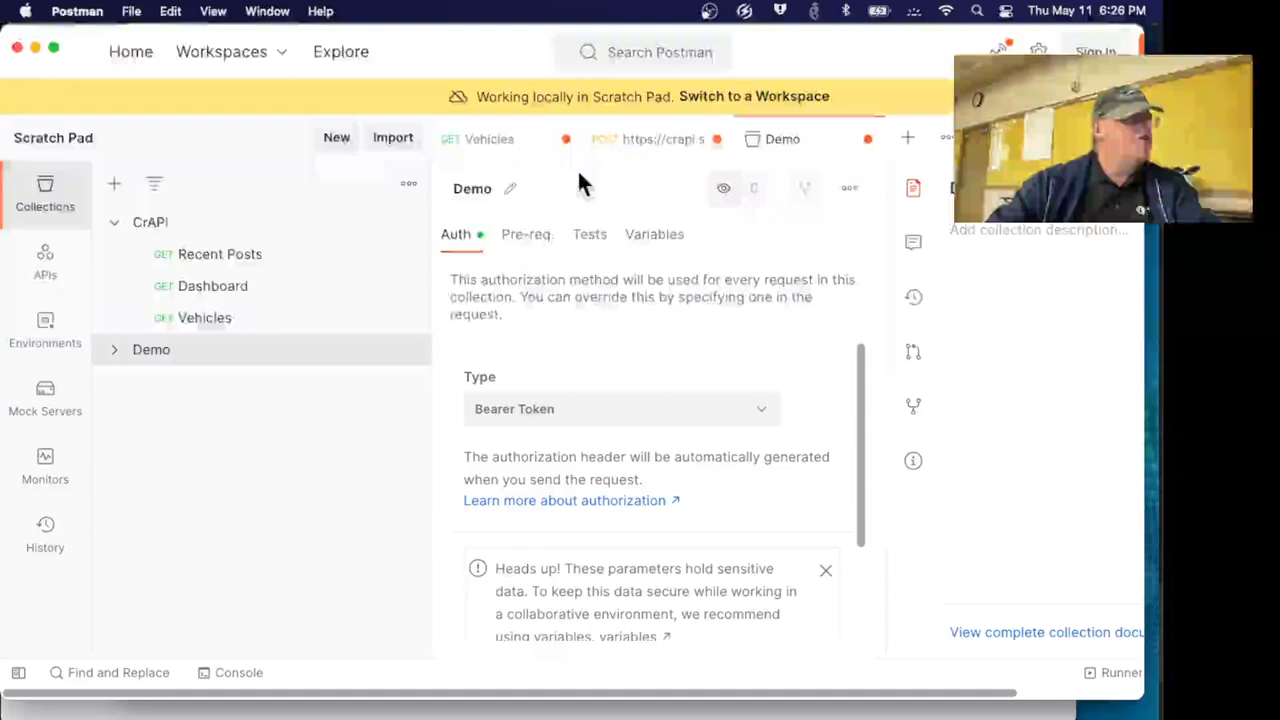 Postman File Edit View Window Help Thu May 11 6:26 PM
Home Workspaces Explore Search Postman Sign In
Working locally in Scratch Pad. Switch to a Workspace
Scratch Pad New Import
GET Vehicles POST https://crapi.s Demo
Collections
Demo 0
CrAPI
Auth Pre-req. Tests Variables
Add collection description...
GET Recent Posts
GET Dashboard
GET Vehicles
Demo
APIs
Environments
Mock Servers
Monitors
History
This authorization method will be used for every request in this
collection. You can override this by specifying one in the
request.
Type
Bearer Token
The authorization header will be automatically generated
when you send the request.
Learn more about authorization ↗
Heads up! These parameters hold sensitive
data. To keep this data secure while working in
a collaborative environment, we recommend
using variables. variables ↗
View complete collection docu
Find and Replace Console Runner